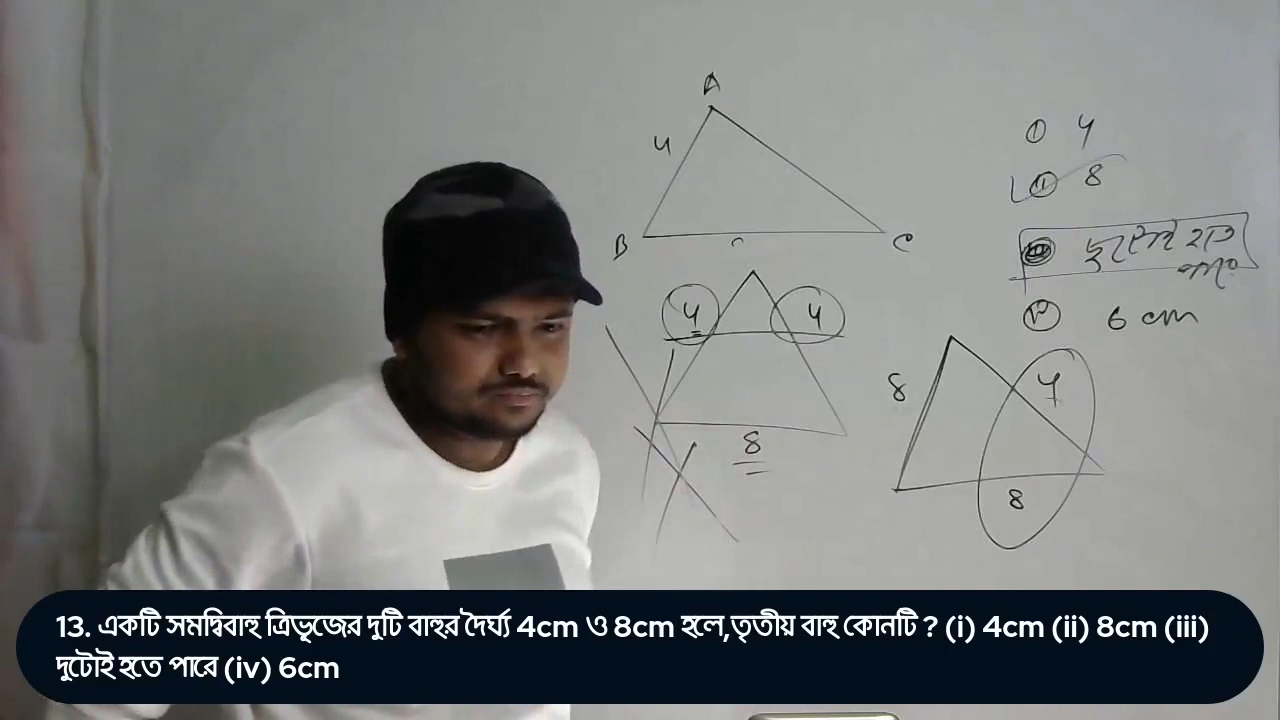 A
4
B
C
① 4
② 8
iv 6 cm
4
4
8
8
4
8
13. একটি সমদ্বিবাহু ত্রিভূজের দুটি বাহুর দৈর্ঘ্য 4cm ও 8cm হলে,তৃতীয় বাহু কোনটি ? (i) 4cm (ii) 8cm (iii)
দুটোই হতে পারে (iv) 6cm